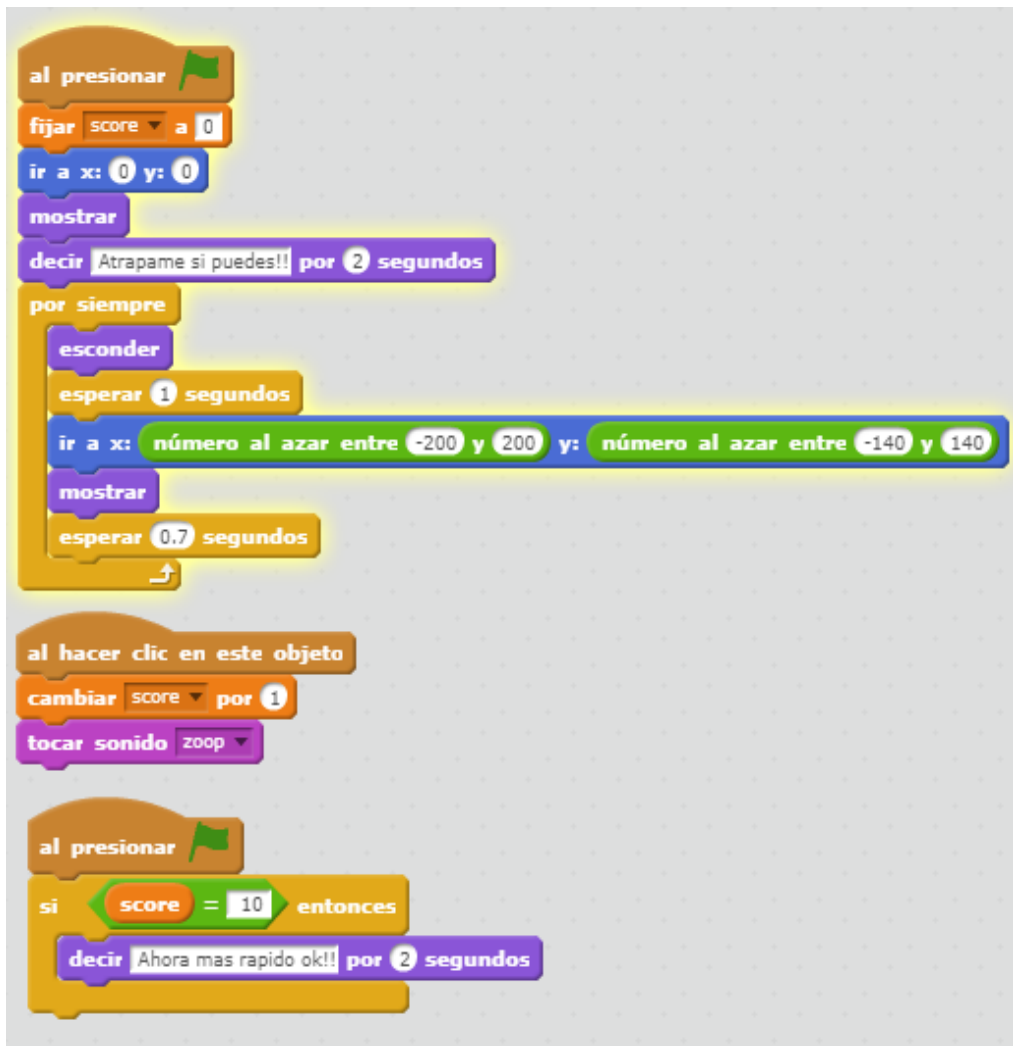 al presionar
fijar score a 0
ir a x: 0 y: 0
mostrar
decir Atrapame si puedes!! por 2 segundos
por siempre
esconder
esperar 1 segundos
ir a x: número al azar entre -200 y 200 y: número al azar entre -140 y 140
mostrar
esperar 0.7 segundos
al hacer clic en este objeto
cambiar score por 1
tocar sonido zoop
al presionar
si score = 10 entonces
decir Ahora mas rapido ok!! por 2 segundos